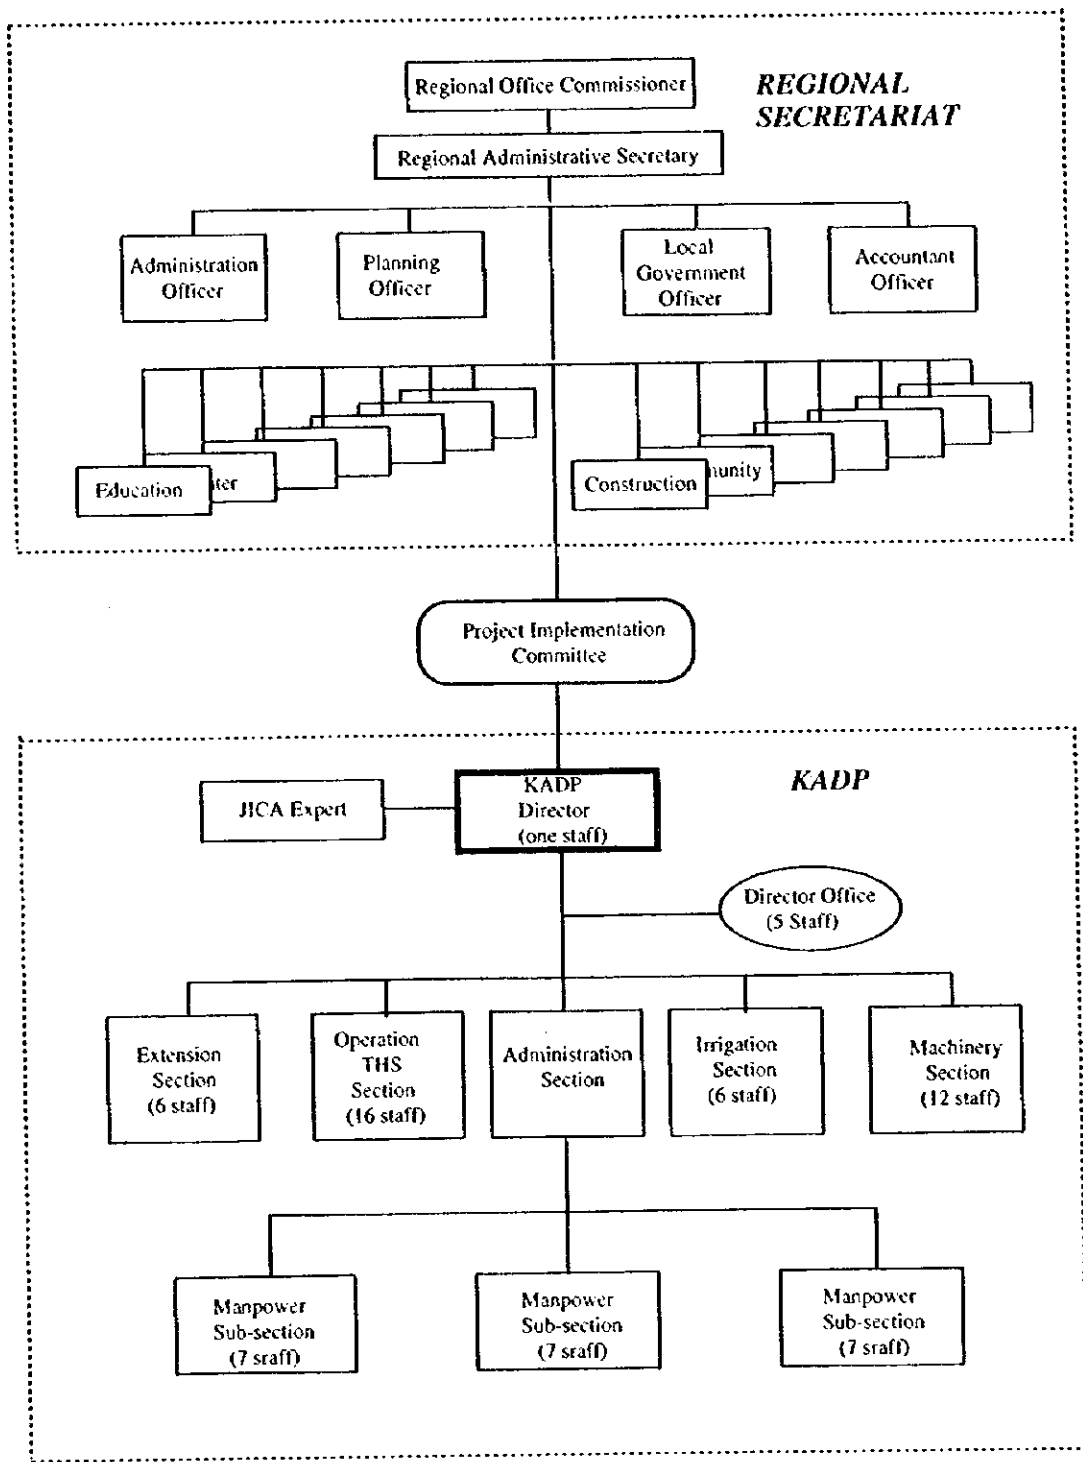 Regional Office Commissioner
REGIONAL
SECRETARIAT
Regional Administrative Secretary
Administration
Officer
Planning
Officer
Local
Government
Officer
Accountant
Officer
Education
ter
Construction
munity
Project Implementation
Committee
KADP
JICA Expert
KADP
Director
(one staff)
Director Office
(5 Staff)
Extension
Section
(6 staff)
Operation
THS
Section
(16 staff)
Administration
Section
Irrigation
Section
(6 staff)
Machinery
Section
(12 staff)
Manpower
Sub-section
(7 sraff)
Manpower
Sub-section
(7 sraff)
Manpower
Sub-section
(7 sraff)